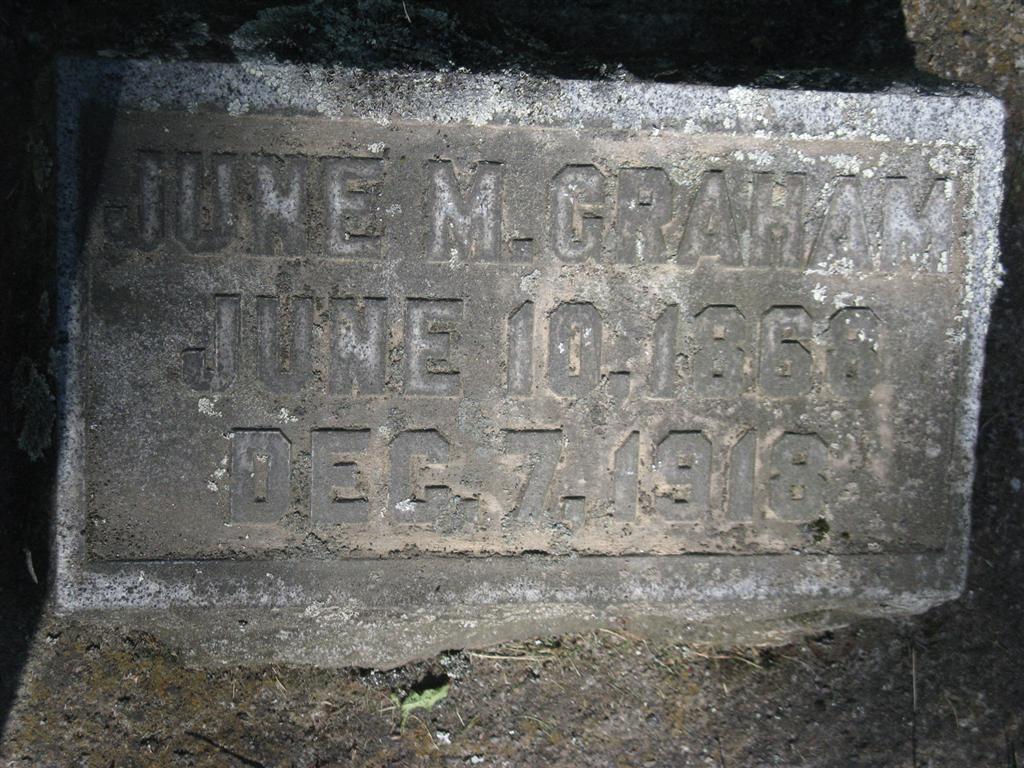 JUNE M. GRAHAM
JUNE 10, 1868
DEC. 7, 1918